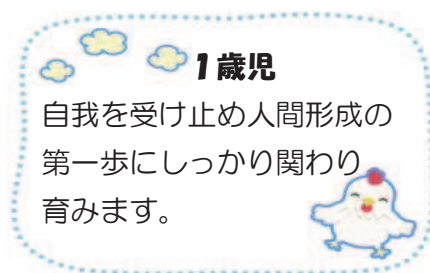 1歳児
自我を受け止め人間形成の
第一歩にしっかり関わり
育みます。